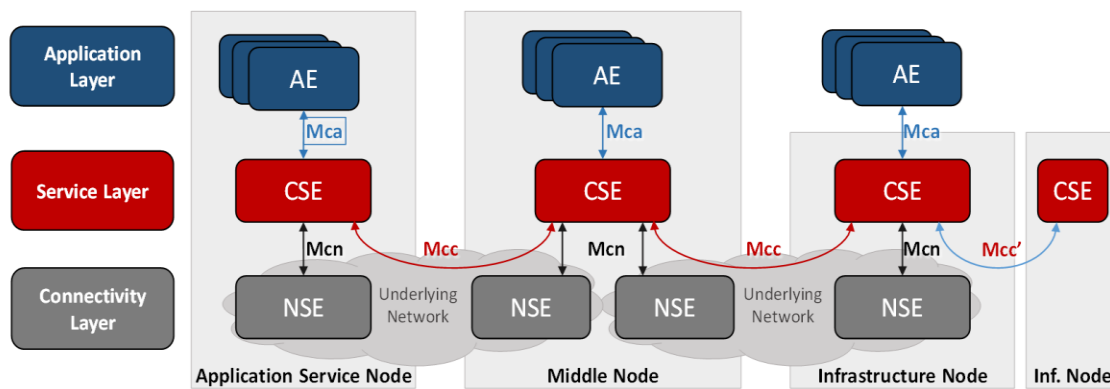 Application
Layer
AE
AE
AE
Mca
Mca
Mca
Service Layer
CSE
CSE
CSE
CSE
Mcn
Mcc
Mcn
Mcc
Mcn
Mcc’
Connectivity
Layer
NSE
Underlying
Network
NSE
NSE
Underlying
Network
NSE
Application Service Node
Middle Node
Infrastructure Node
Inf. Node